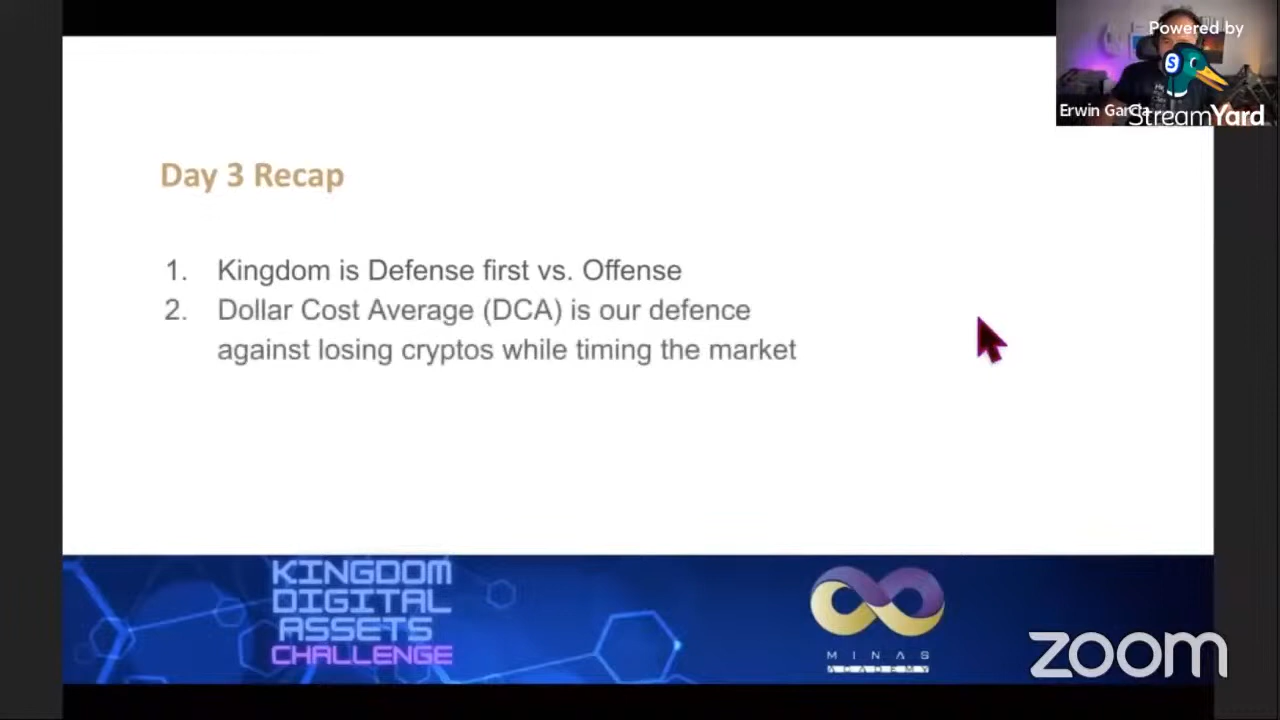 Powered by
S
Erwin Garcia
StreamYard
Day 3 Recap
1. Kingdom is Defense first vs. Offense
2. Dollar Cost Average (DCA) is our defence
against losing cryptos while timing the market
KINGDOM
DIGITAL
ASSETS
CHALLENGE
MINAS
ACADEMY
zoom